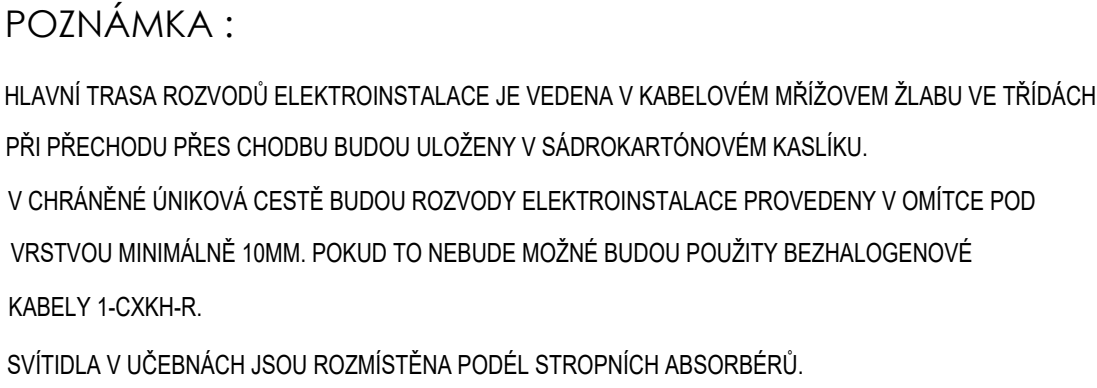 POZNÁMKA :
HLAVNÍ TRASA ROZVODŮ ELEKTROINSTALACE JE VEDENA V KABELOVÉM MŘÍŽOVEM ŽLABU VE TŘÍDÁCH
PŘI PŘECHODU PŘES CHODBU BUDOU ULOŽENY V SÁDROKARTÓNOVÉM KASLÍKU.
V CHRÁNĚNÉ ÚNIKOVÁ CESTĚ BUDOU ROZVODY ELEKTROINSTALACE PROVEDENY V OMÍTCE POD
VRSTVOU MINIMÁLNĚ 10MM. POKUD TO NEBUDE MOŽNÉ BUDOU POUŽITY BEZHALOGENOVÉ
KABELY 1-CXKH-R.
SVÍTIDLA V UČEBNÁCH JSOU ROZMÍSTĚNA PODÉL STROPNÍCH ABSORBÉRŮ.